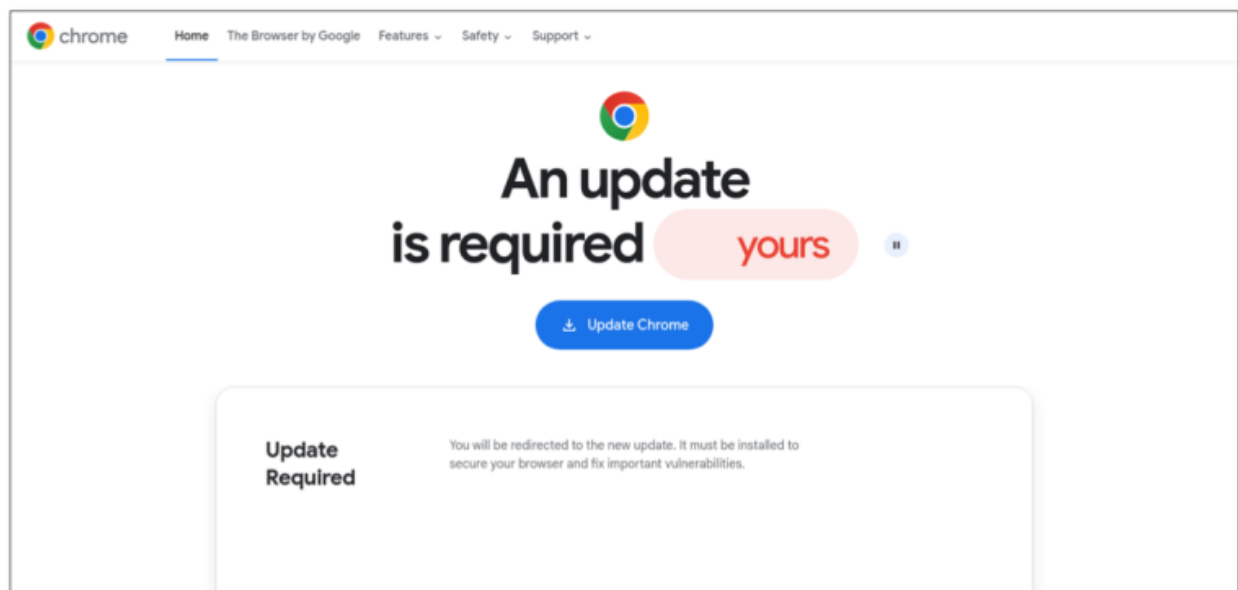 chrome Home The Browser by Google Features Safety Support
An update
is required yours
Update Chrome
Update
Required
You will be redirected to the new update. It must be installed to
secure your browser and fix important vulnerabilities.